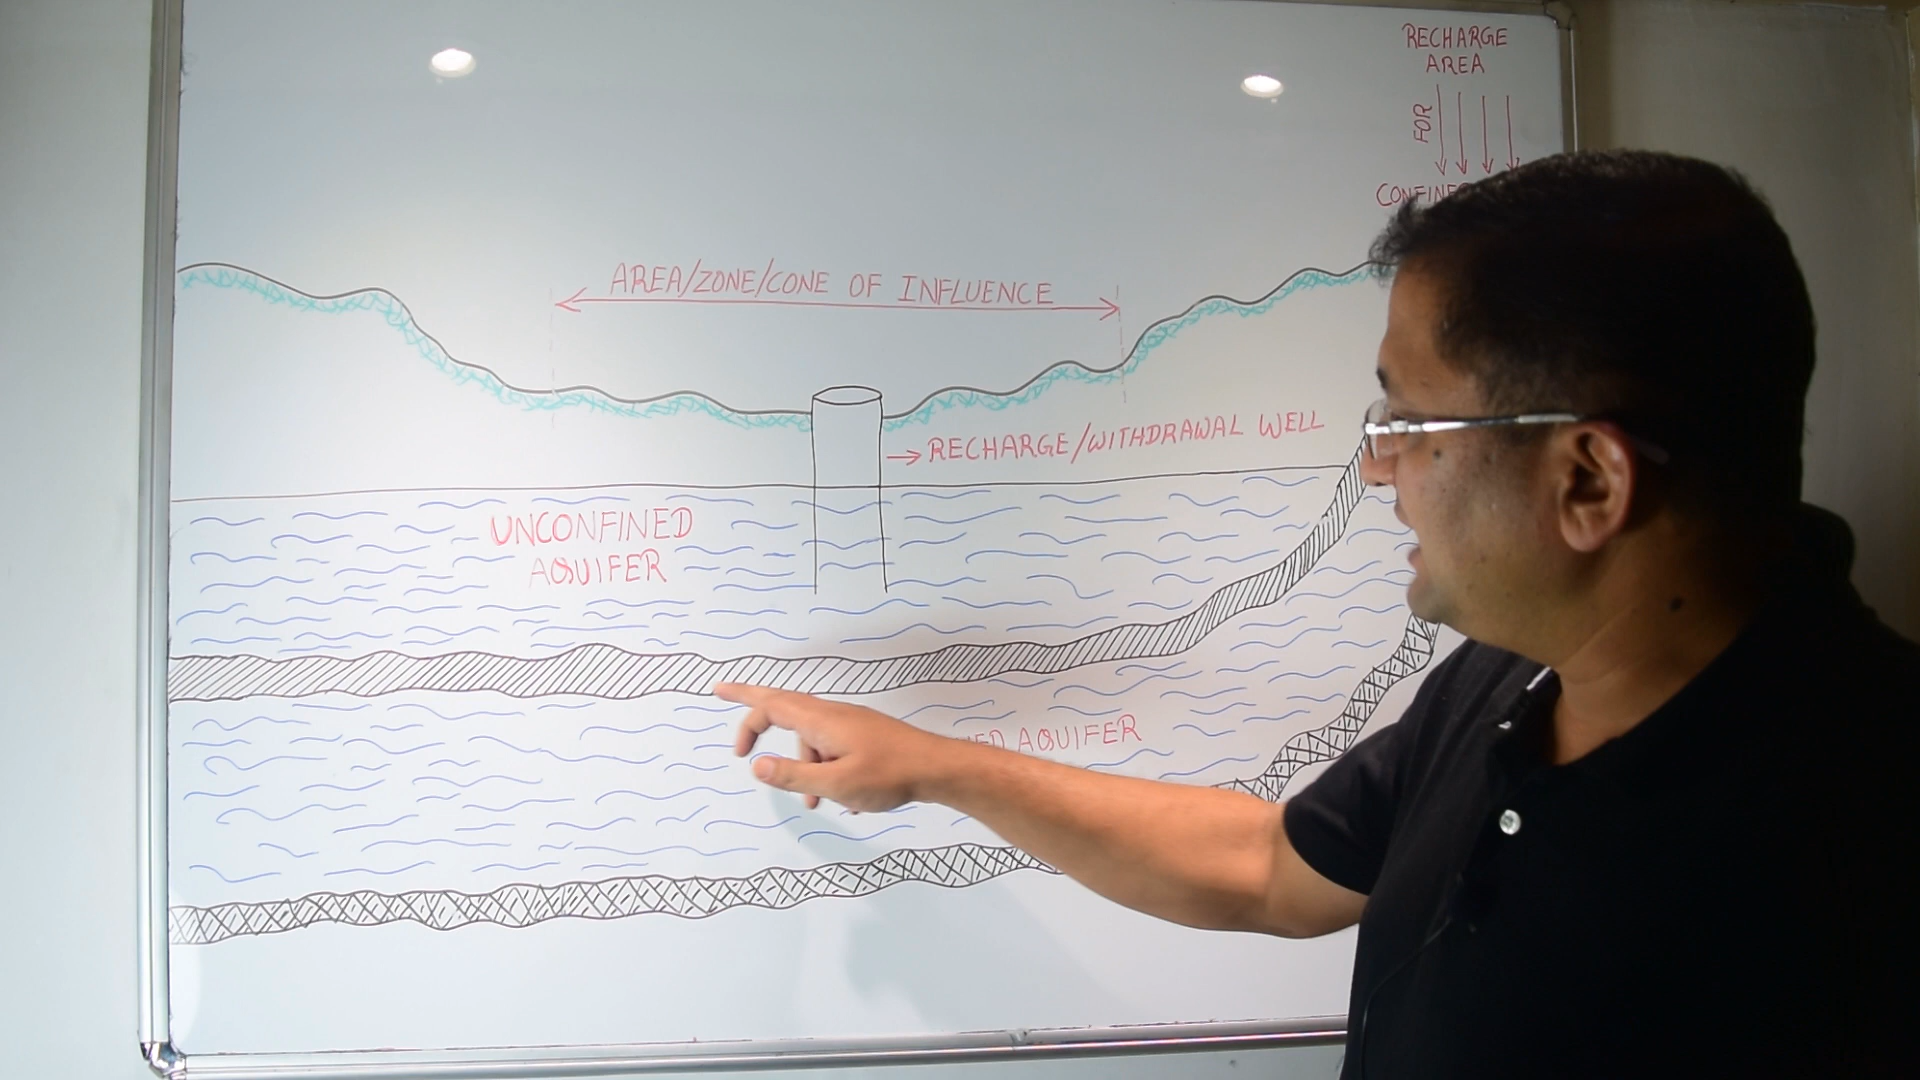 RECHARGE
AREA
FOR
AREA/ZONE/CONE OF INFLUENCE
→ RECHARGE/WITHDRAWAL WELL
UNCONFINED
AQUIFER
AQUIFER